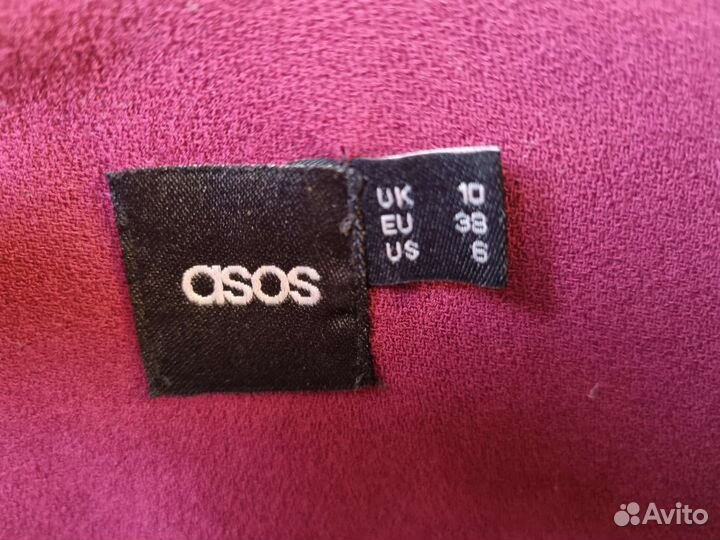 asos
UK 10
EU 38
US 6
Avito